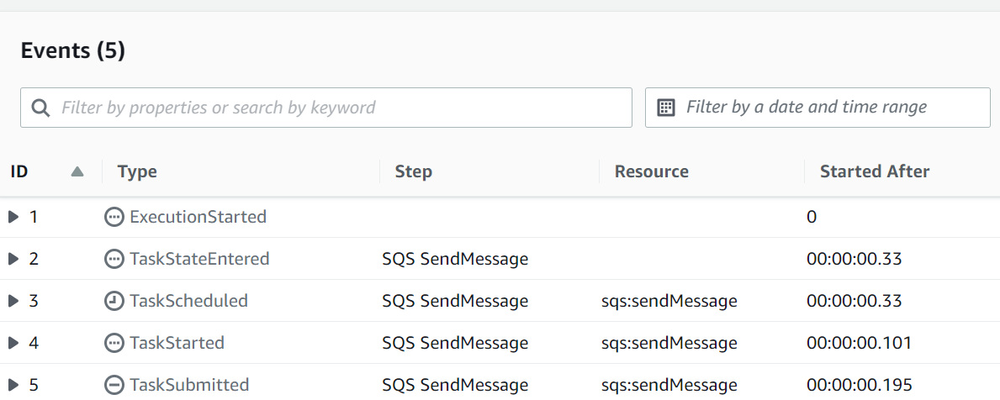 Events (5)
Filter by properties or search by keyword
Filter by a date and time range
ID Type Step Resource Started After
1 ExecutionStarted 0
2 TaskStateEntered SQS SendMessage 00:00:00.33
3 TaskScheduled SQS SendMessage sqs:sendMessage 00:00:00.33
4 TaskStarted SQS SendMessage sqs:sendMessage 00:00:00.101
5 TaskSubmitted SQS SendMessage sqs:sendMessage 00:00:00.195